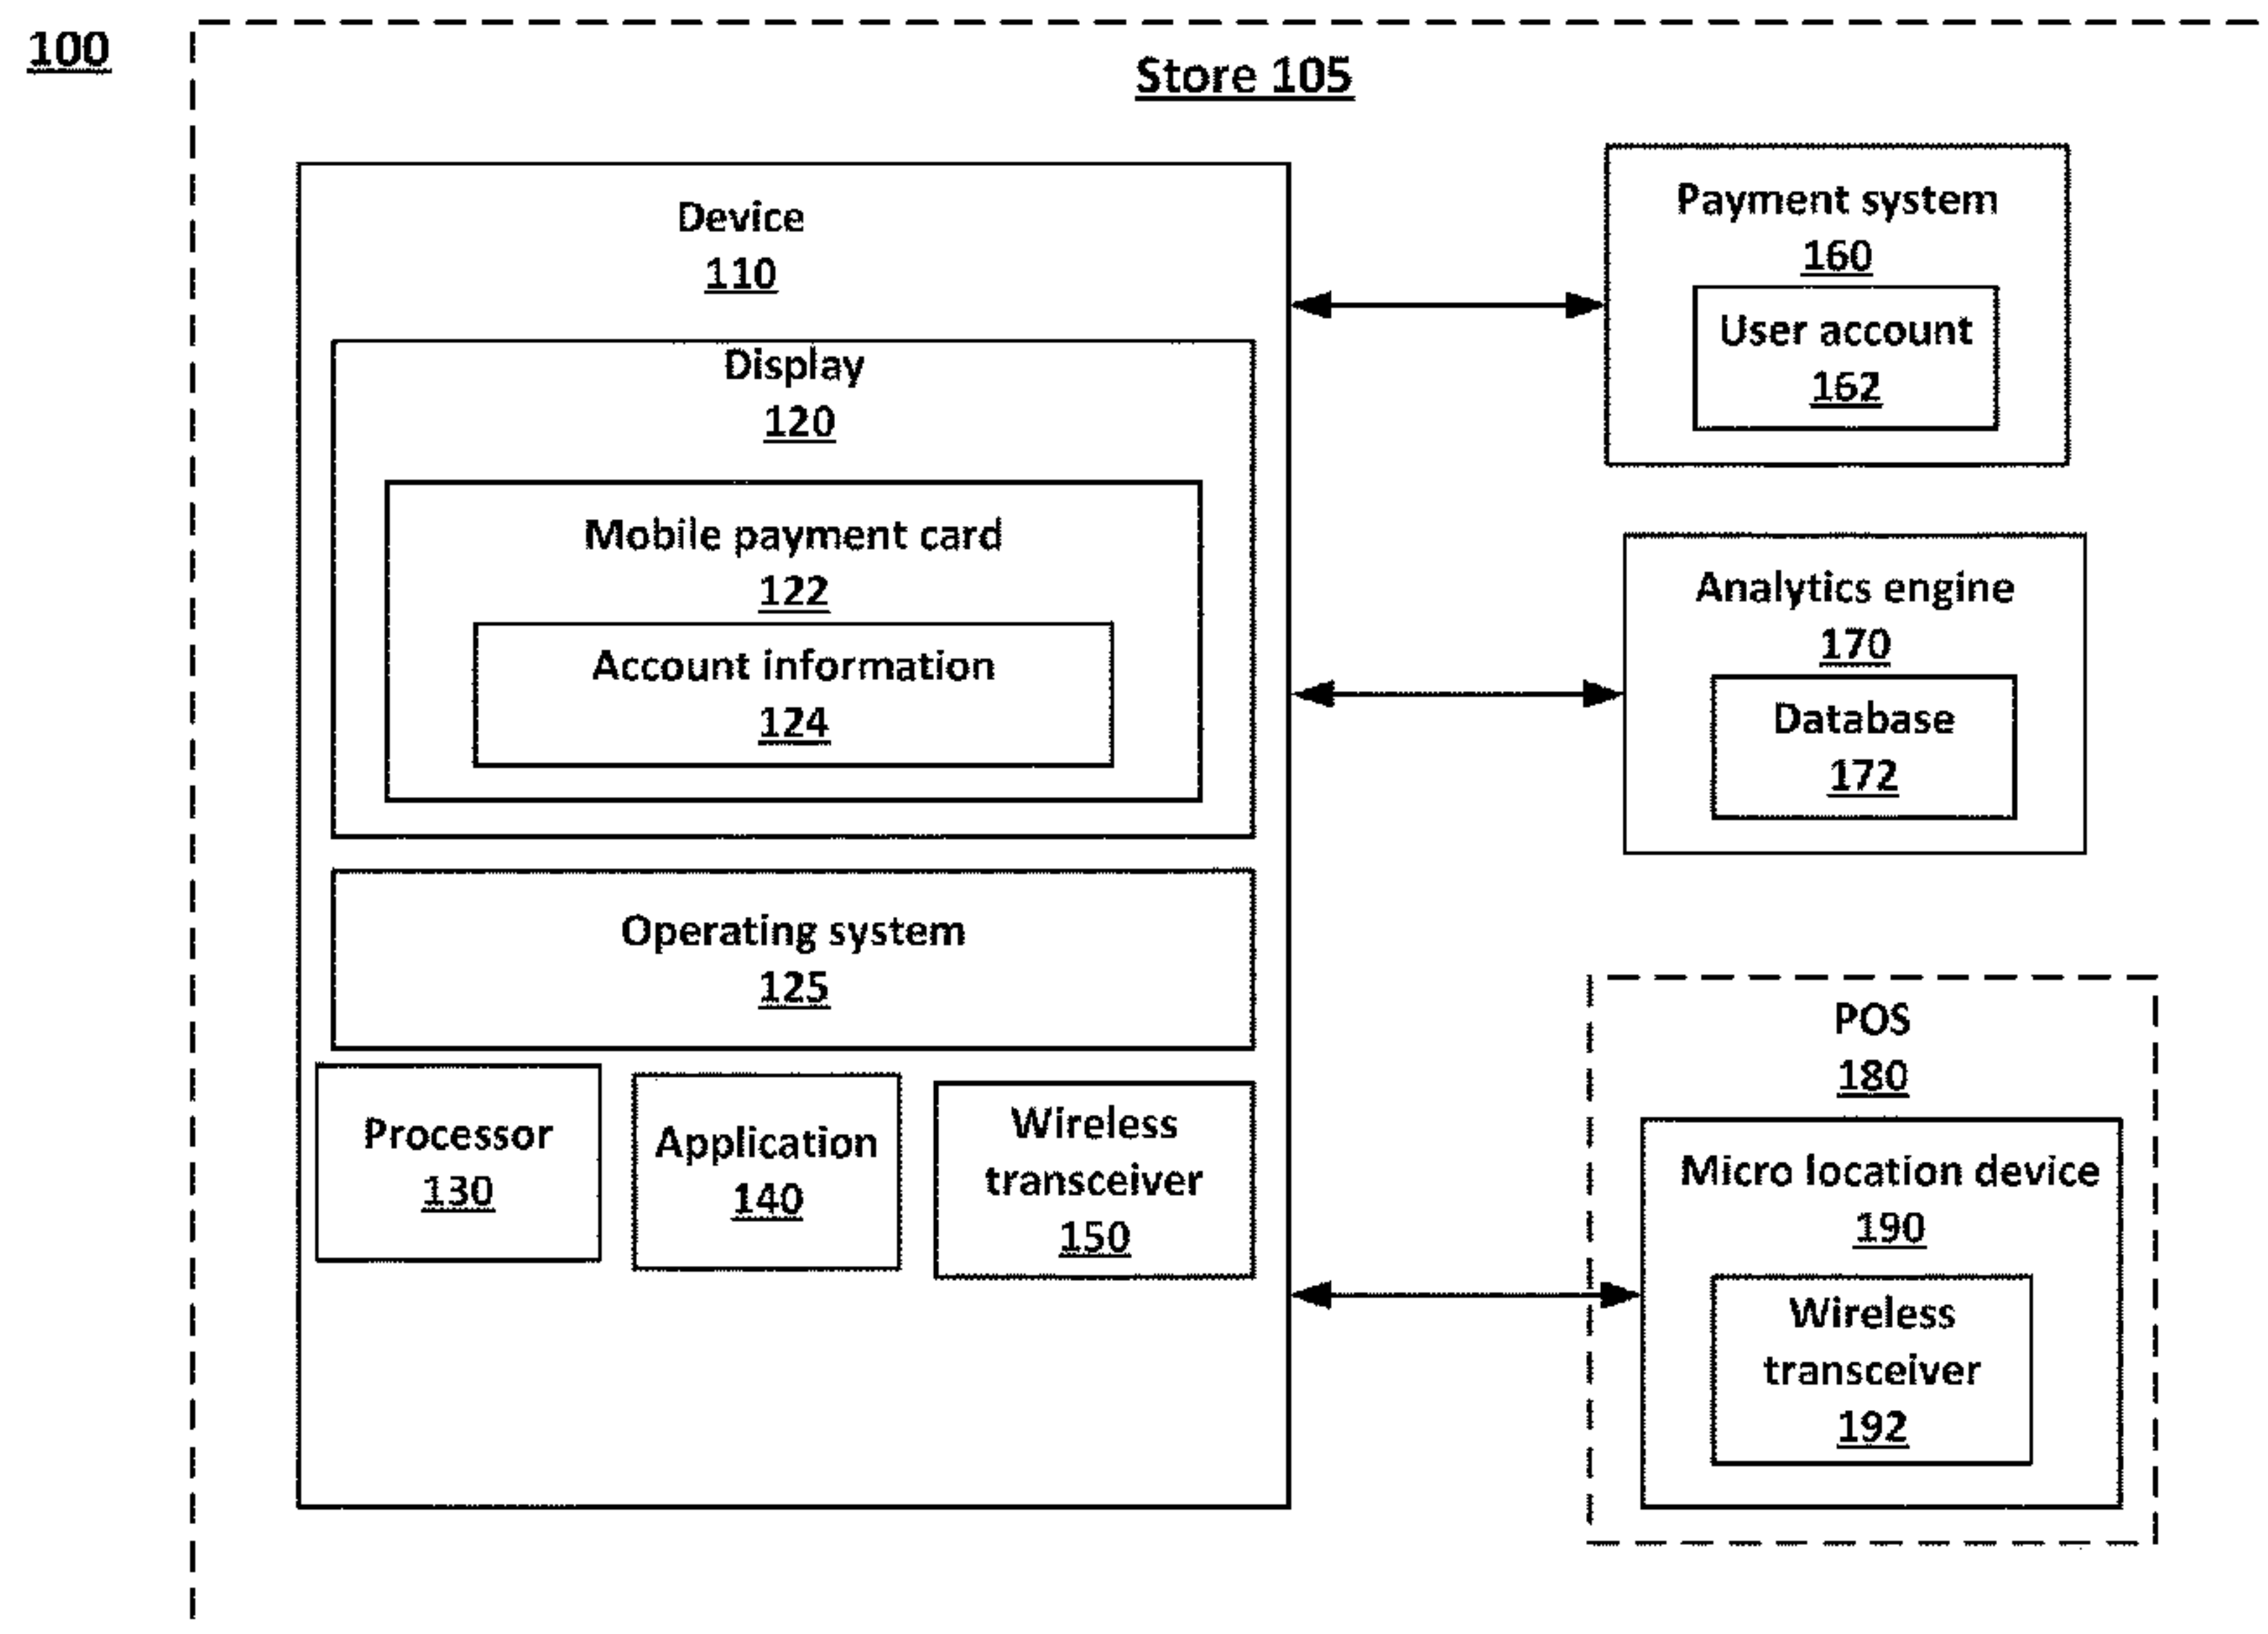 100
Store 105
Device
110
Display
120
Mobile payment card
122
Account information
124
Operating system
125
Processor
130
Application
140
Wireless
transceiver
150
Payment system
160
User account
162
Analytics engine
170
Database
172
POS
180
Micro location device
190
Wireless
transceiver
192